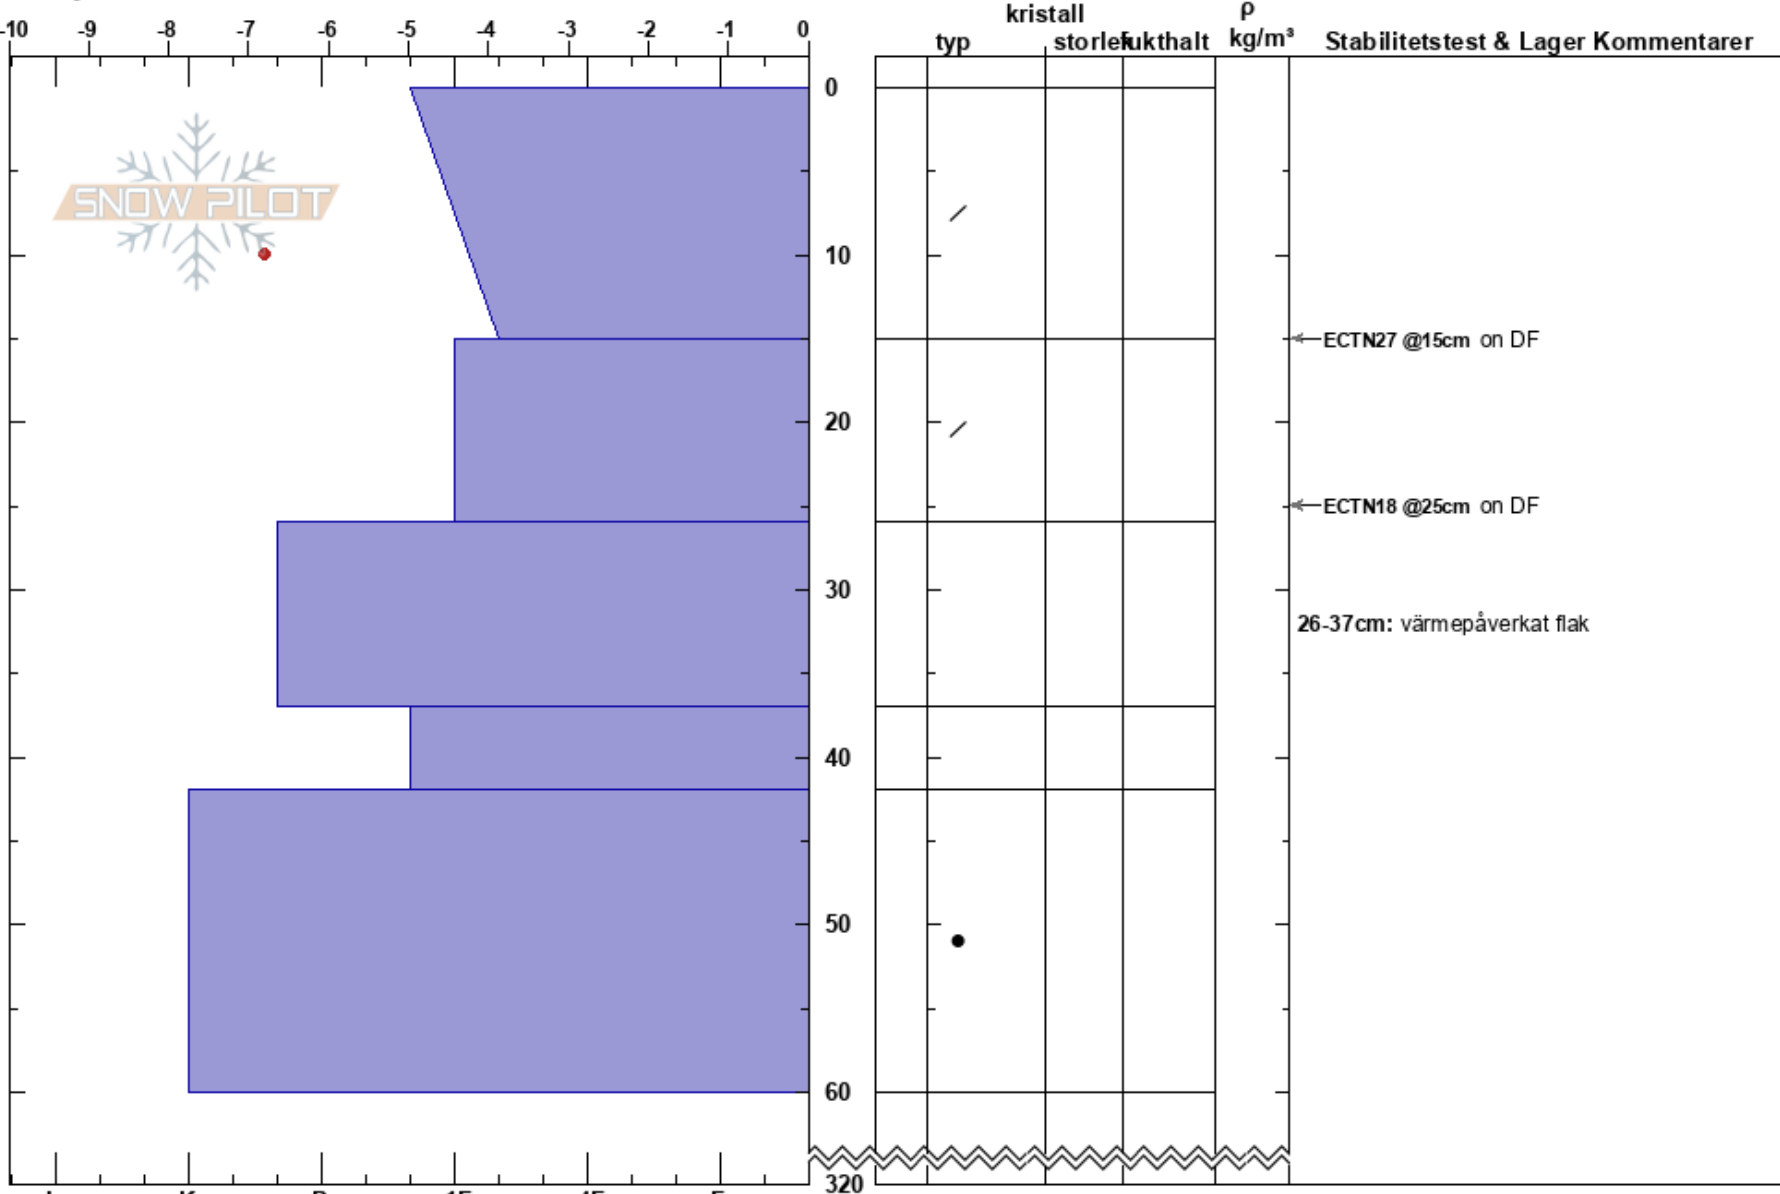 kristall ρ
-10 -9 -8 -7 -6 -5 -4 -3 -2 -1 0
typ storlek fukthalt kg/m³ Stabilitetstest & Lager Kommentarer
0
SNOW PILOT
10
ECTN27 @15cm on DF
20
ECTN18 @25cm on DF
30
26-37cm: värmepåverkat flak
40
50
60
320